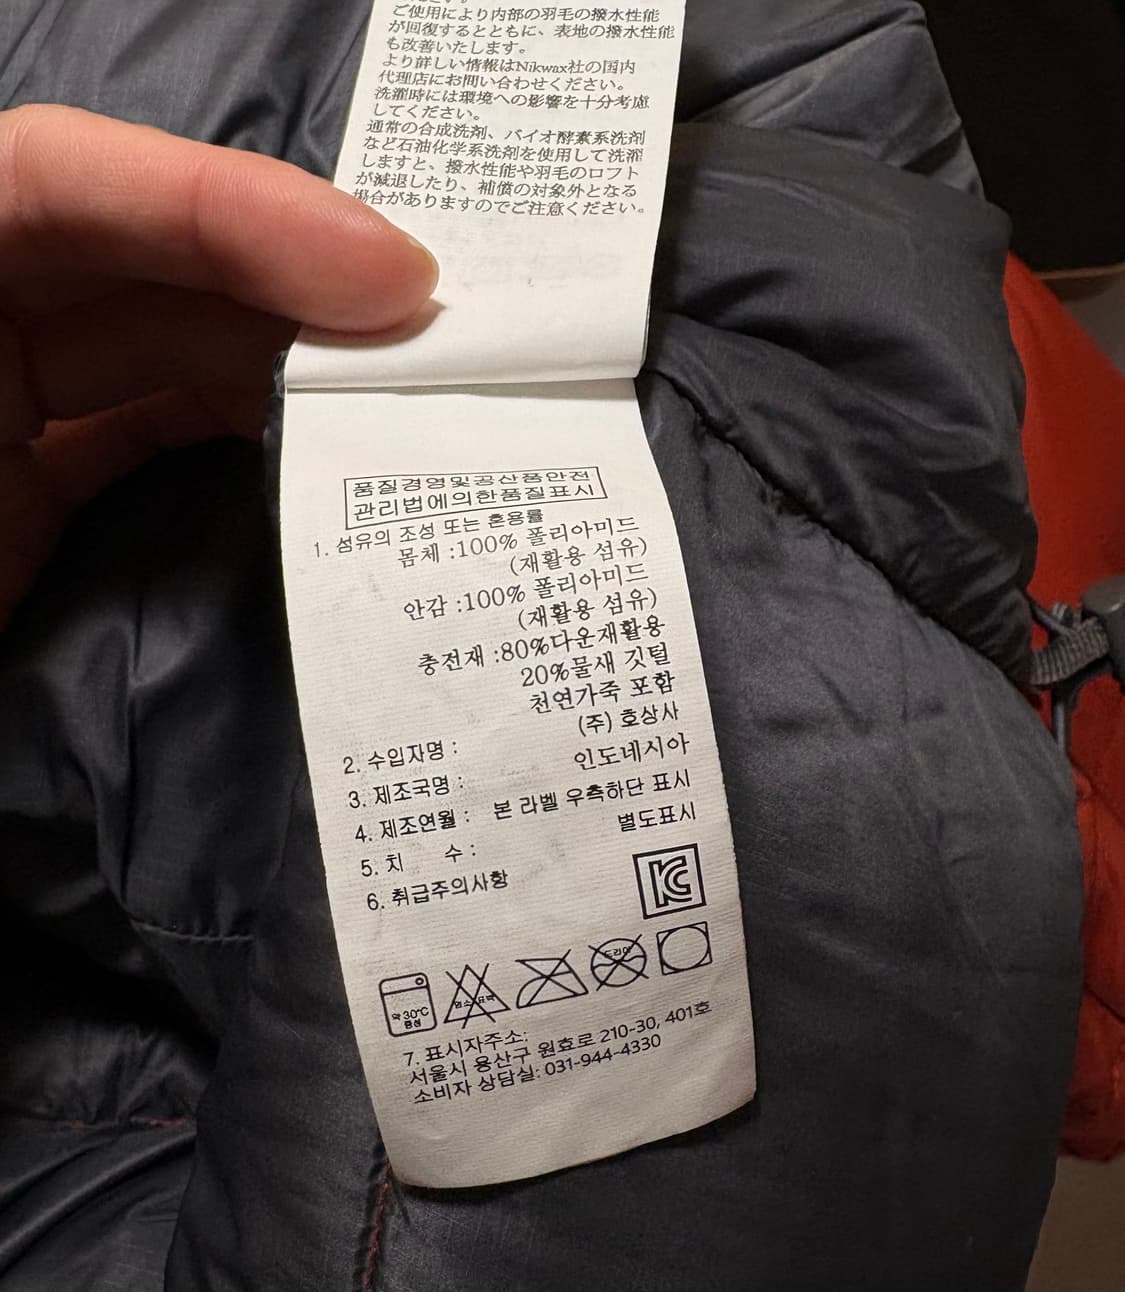 ご使用により内部の羽毛の撥水性能
が回復するとともに、表地の撥水性能
も改善いたします。
より詳しい情報はNikwax社の国内
代理店にお問い合わせください。
洗濯時には環境への影響を十分考慮
してください。
通常の合成洗剤、バイオ酵素系洗剤
など石油化学系洗剤を使用して洗濯
しますと、撥水性能や羽毛のロフト
が減退したり、補償の対象外となる
場合がありますのでご注意ください。
품질경영및공산품안전
관리법에의한품질표시
1. 섬유의 조성 또는 혼용률
몸체 :100% 폴리아미드
(재활용 섬유)
안감 :100% 폴리아미드
(재활용 섬유)
충전재 :80%다운재활용
20%물새 깃털
천연가죽 포함
2. 수입자명 : (주) 호상사
3. 제조국명 : 인도네시아
4. 제조연월 : 본 라벨 우측하단 표시
5. 치 수 : 별도표시
6. 취급주의사항
약 30℃
중성
염소 표백
드라이
7. 표시자주소:
서울시 용산구 원효로 210-30, 401호
소비자 상담실: 031-944-4330